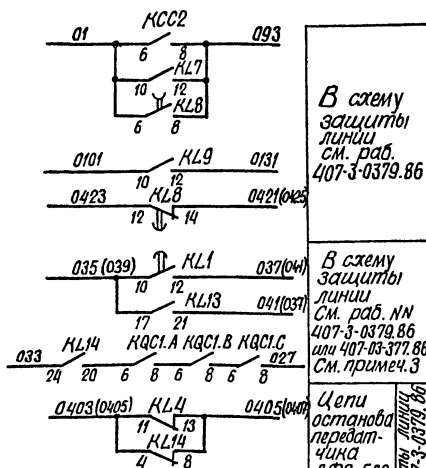 01 КСС2 093
6 8
KL7
10 12
KL8
6 8
0101 KL9 0131
10 12
0423 KL8 0421(0425)
12 14
035(039) KL1 037(041)
10 12
KL13 041(037)
17 21
033 KL14 KQC1.A KQC1.B KQC1.C 027
24 20 6 8 6 8 6 8
0403(0405) KL4 0405(0407)
11 13
KL14
4 8
В схему
защиты
линии
см. раб.
407-3-0379.86
В схему
защиты
линии
См. раб. NN
407-3-0379.86
или 407-03-377.86
См. примеч.3
Цепи
останова
передат-
чика
линии